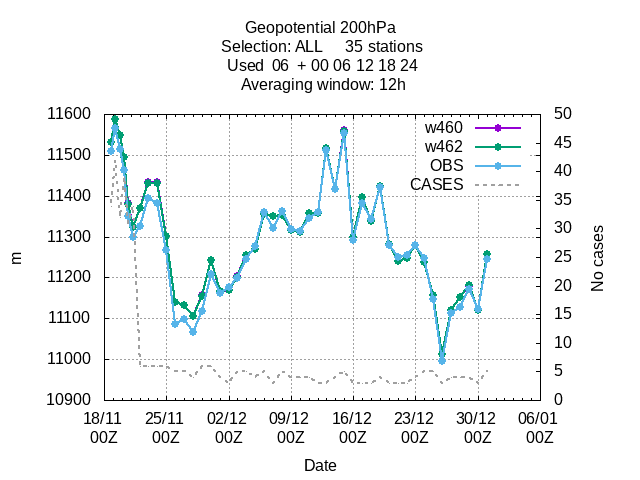 Geopotential 200hPa
Selection: ALL     35 stations
Used  06  + 00 06 12 18 24
Averaging window: 12h
11600
11500
11400
11300
11200
11100
11000
10900
m
50
45
40
35
30
25
20
15
10
5
0
No cases
w460
w462
OBS
CASES
18/11 25/11 02/12 09/12 16/12 23/12 30/12 06/01
00Z 00Z 00Z 00Z 00Z 00Z 00Z 00Z
Date